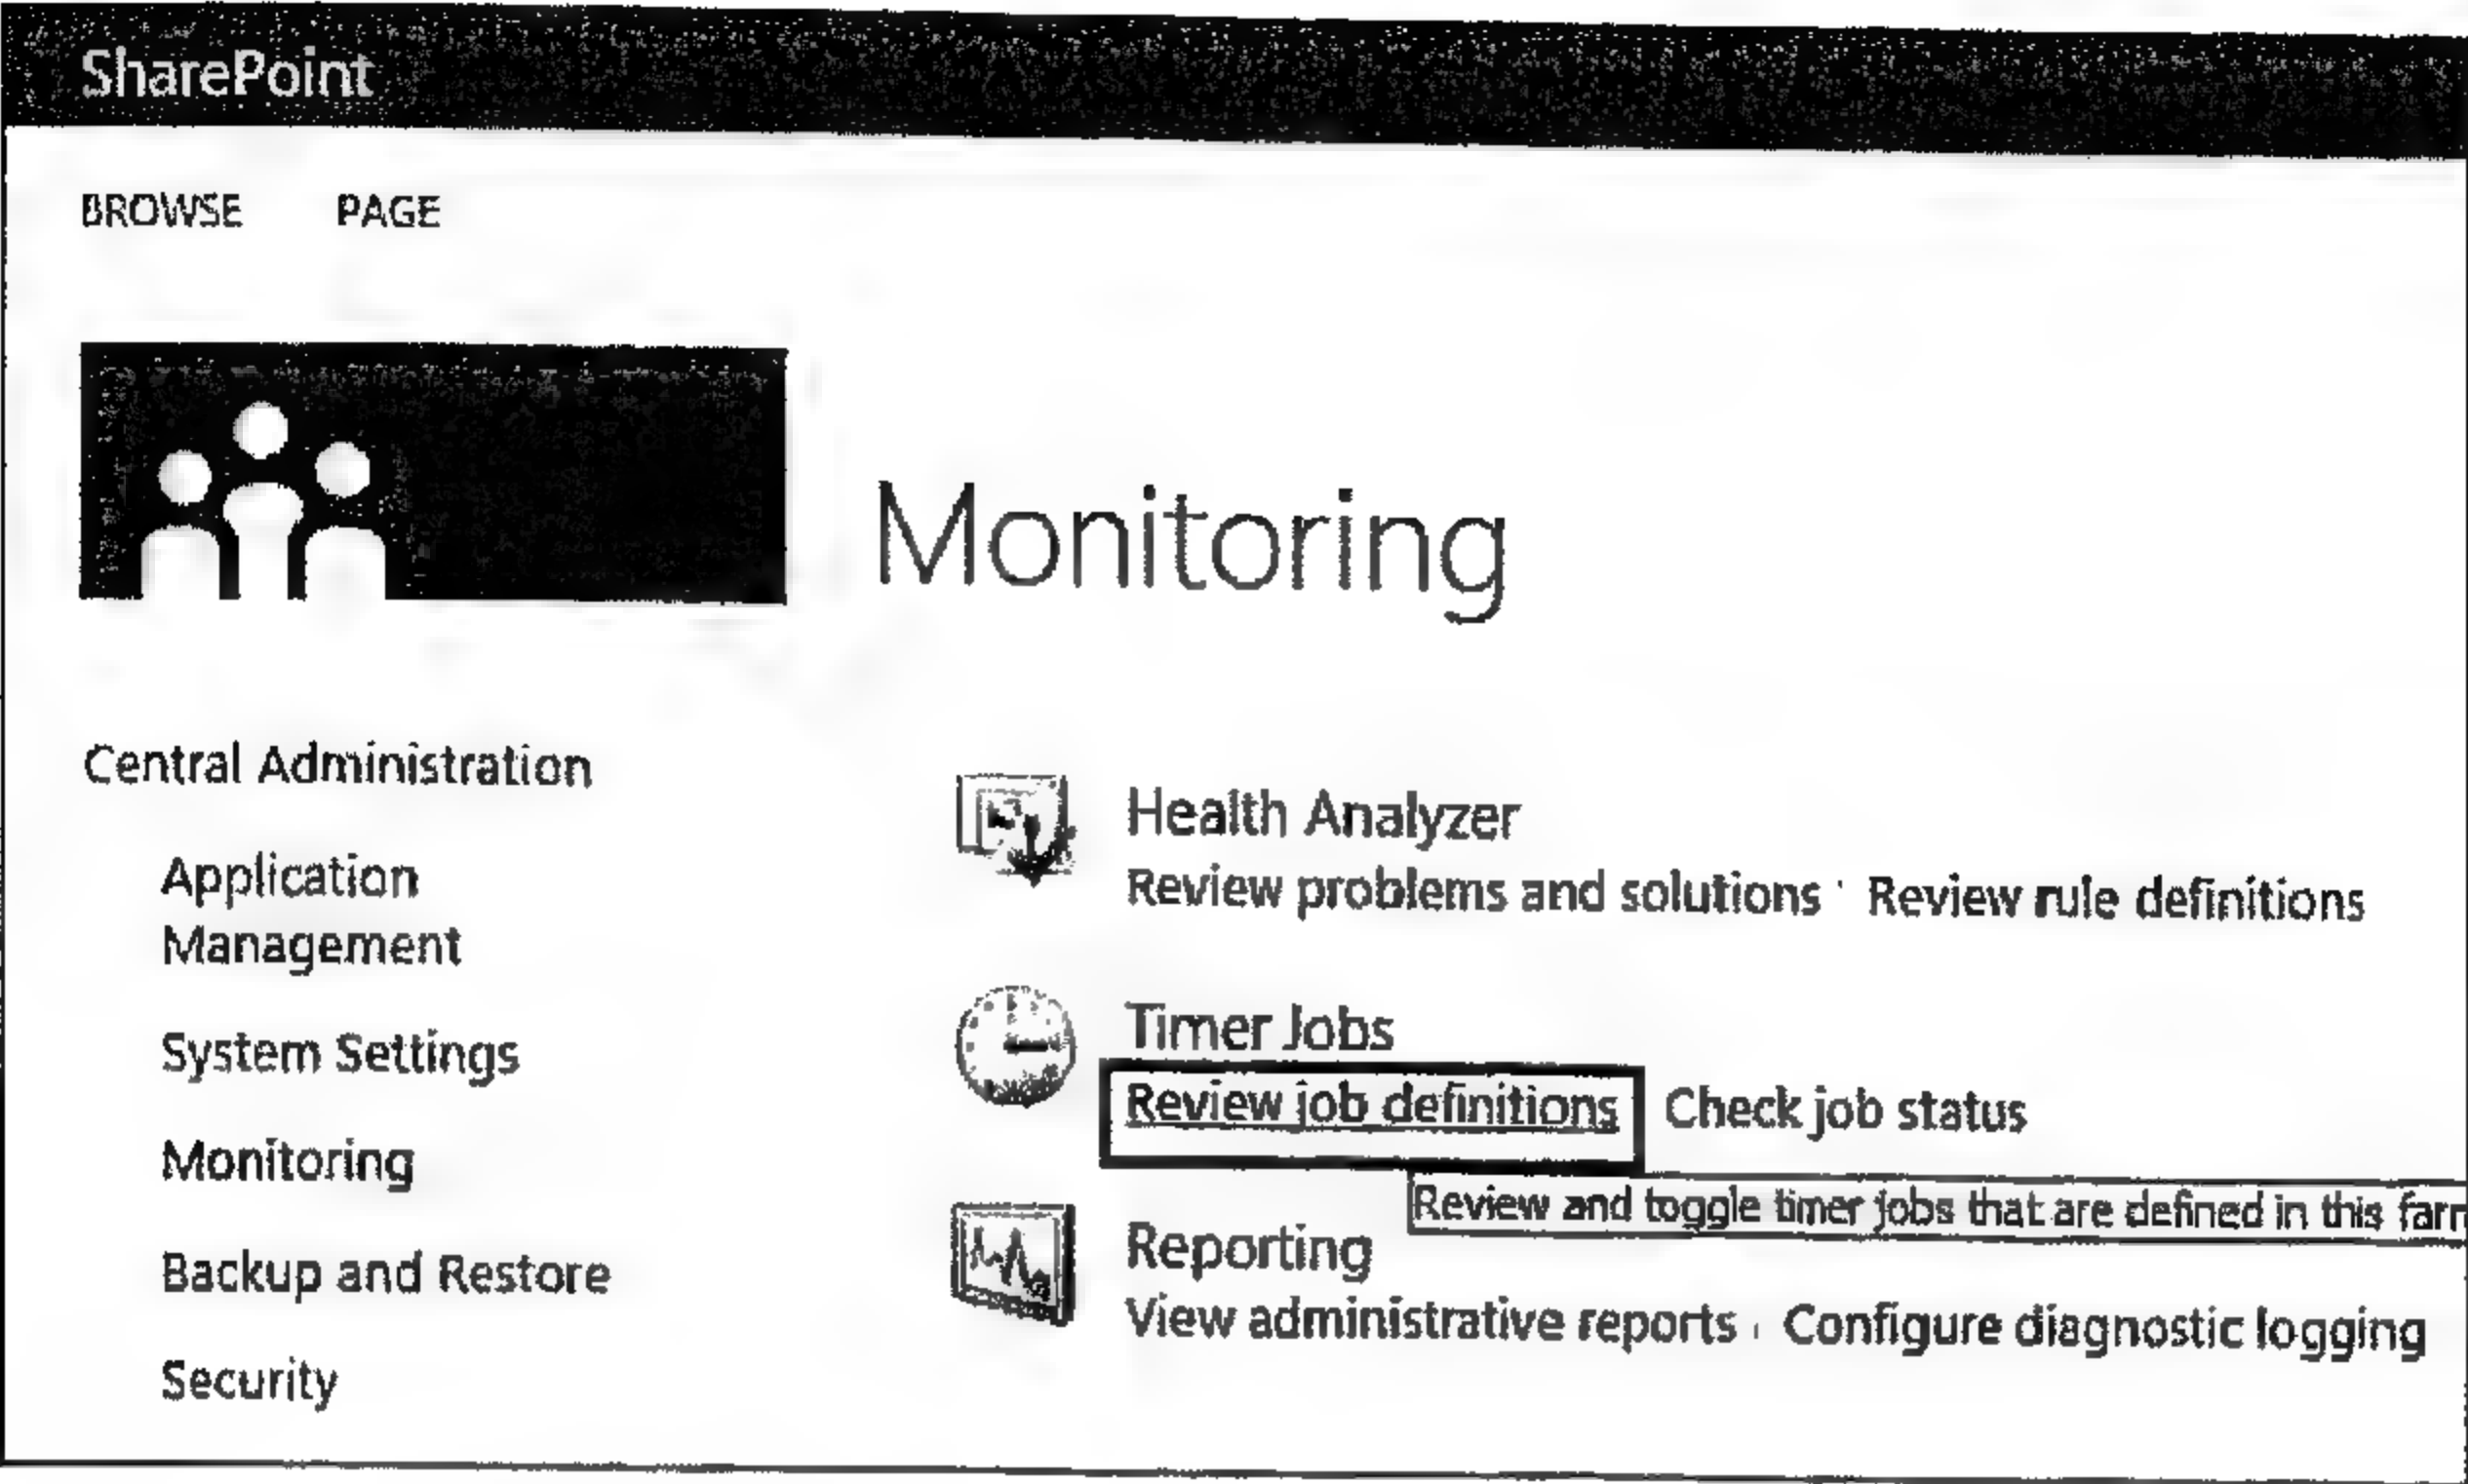 SharePoint
BROWSE PAGE
Monitoring
Central Administration
Application
Management
System Settings
Monitoring
Backup and Restore
Security
Health Analyzer
Review problems and solutions Review rule definitions
Timer Jobs
Review job definitions Check job status
Review and toggle timer jobs that are defined in this
Reporting
View administrative reports Configure diagnostic logging